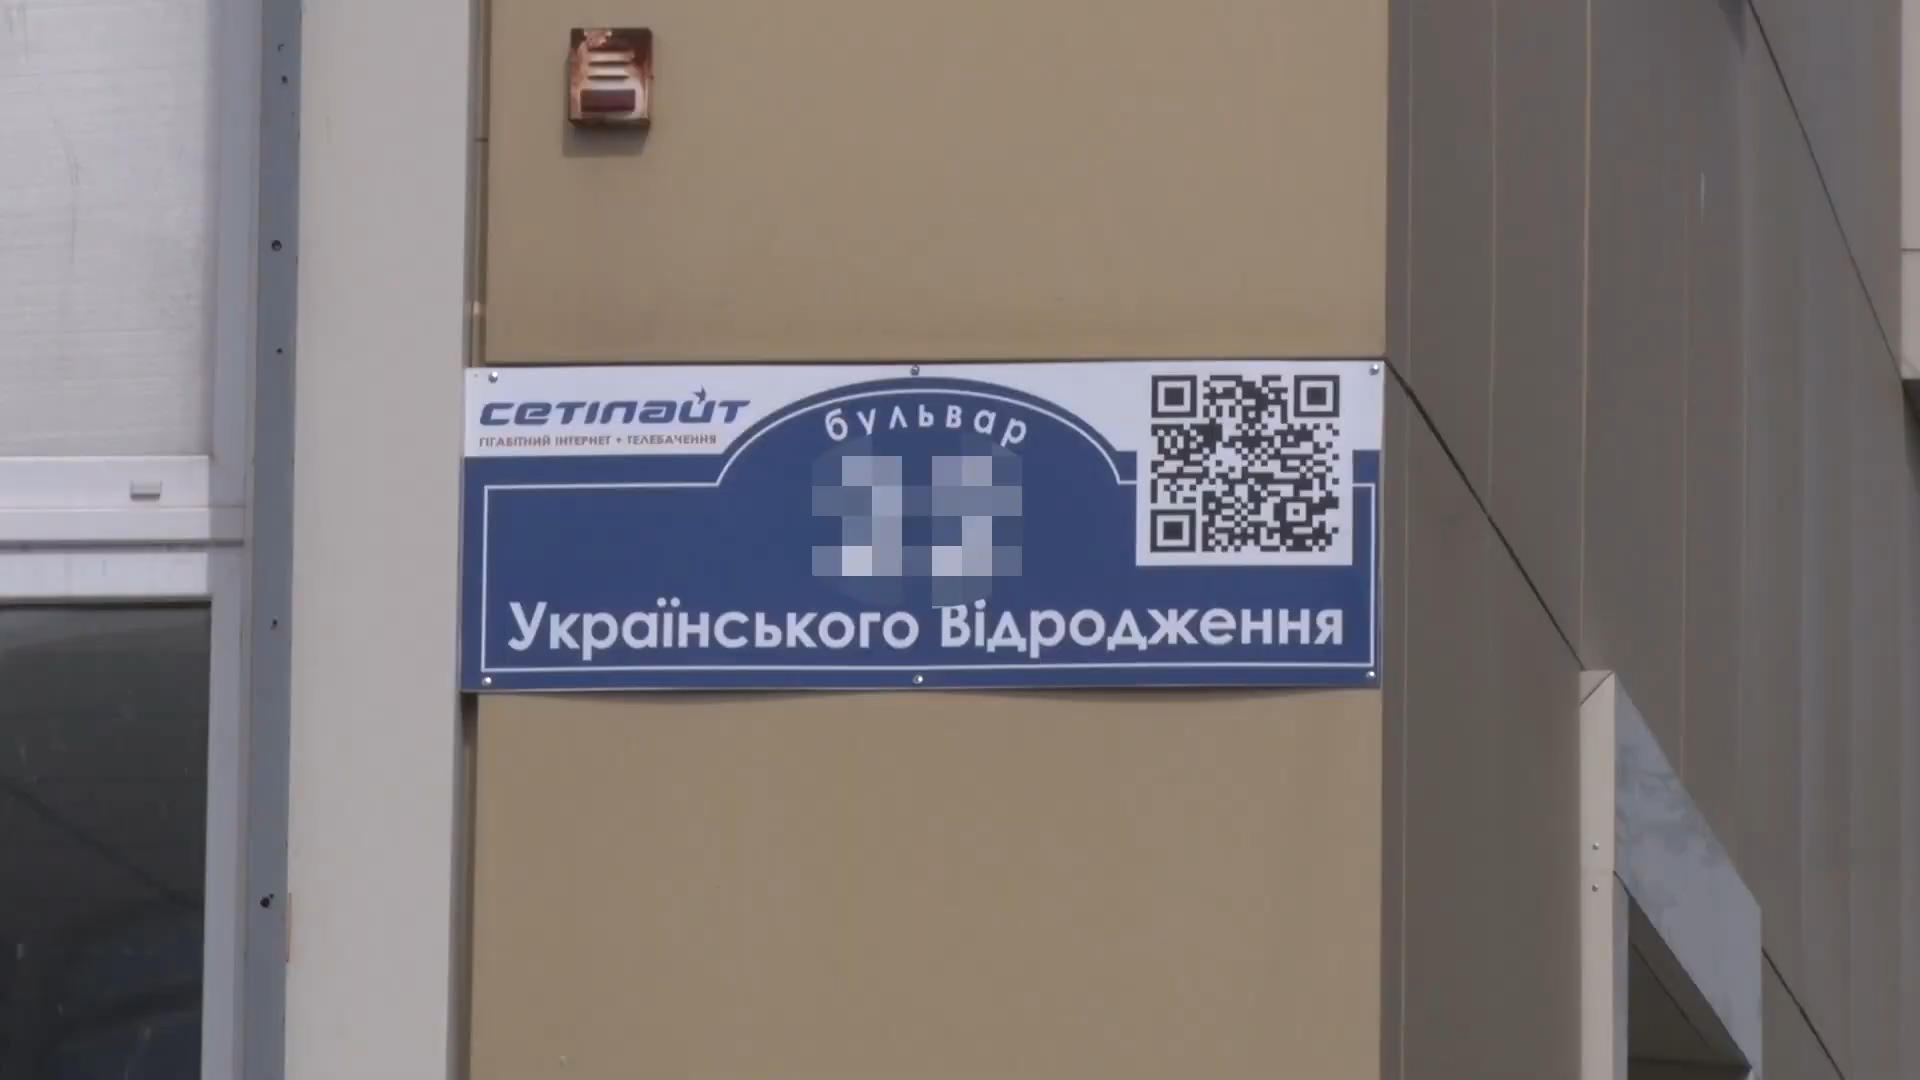 сетілайт
ГІГАБІТНИЙ ІНТЕРНЕТ • ТЕЛЕБАЧЕННЯ
бульвар
Українського Відродження